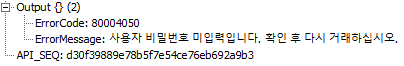 Output {} (2)
ErrorCode: 80004050
ErrorMessage: 사용자 비밀번호 미입력입니다. 확인 후 다시 거래하십시오.
API_SEQ: d30f39889e78b5f7e54ce76eb692a9b3